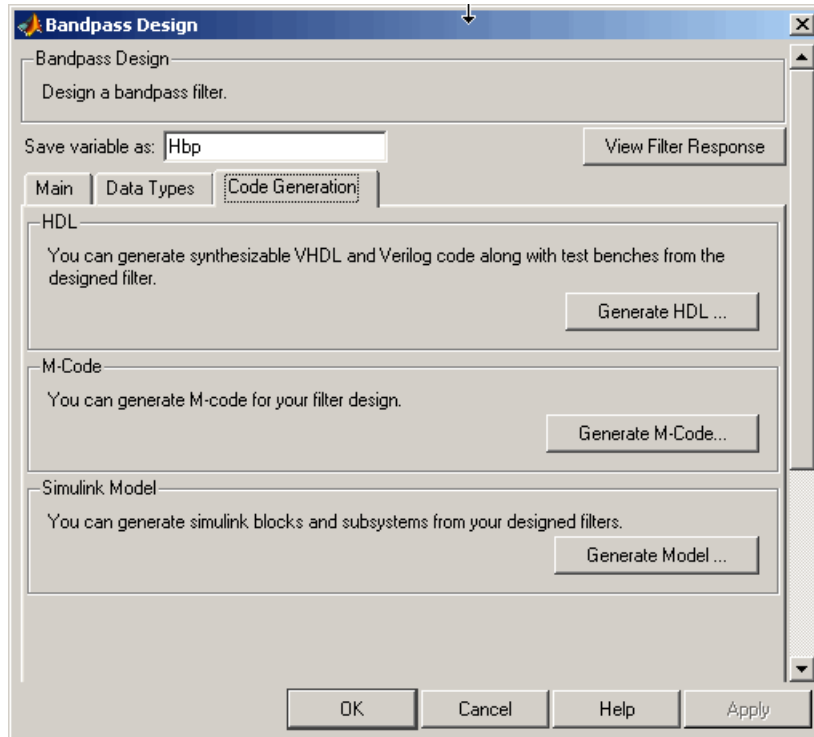 Bandpass Design
Bandpass Design
Design a bandpass filter.
Save variable as: Hbp
View Filter Response
Main Data Types Code Generation
HDL
You can generate synthesizable VHDL and Verilog code along with test benches from the
designed filter.
Generate HDL ...
M-Code
You can generate M-code for your filter design.
Generate M-Code...
Simulink Model
You can generate simulink blocks and subsystems from your designed filters.
Generate Model ...
OK Cancel Help Apply